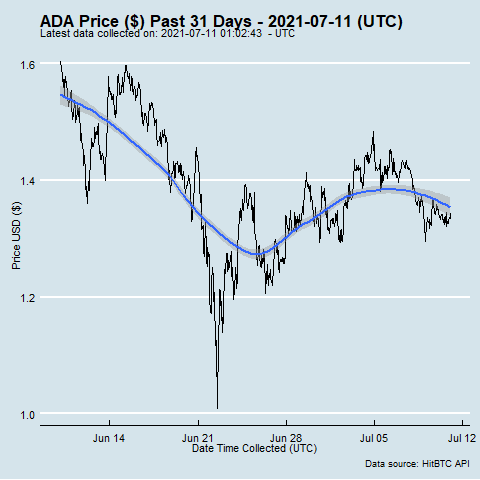 ADA Price ($) Past 31 Days - 2021-07-11 (UTC)
Latest data collected on: 2021-07-11 01:02:43 - UTC
Price USD ($)
1.6
1.4
1.2
1.0
Jun 14 Jun 21 Jun 28 Jul 05 Jul 12
Date Time Collected (UTC)
Data source: HitBTC API